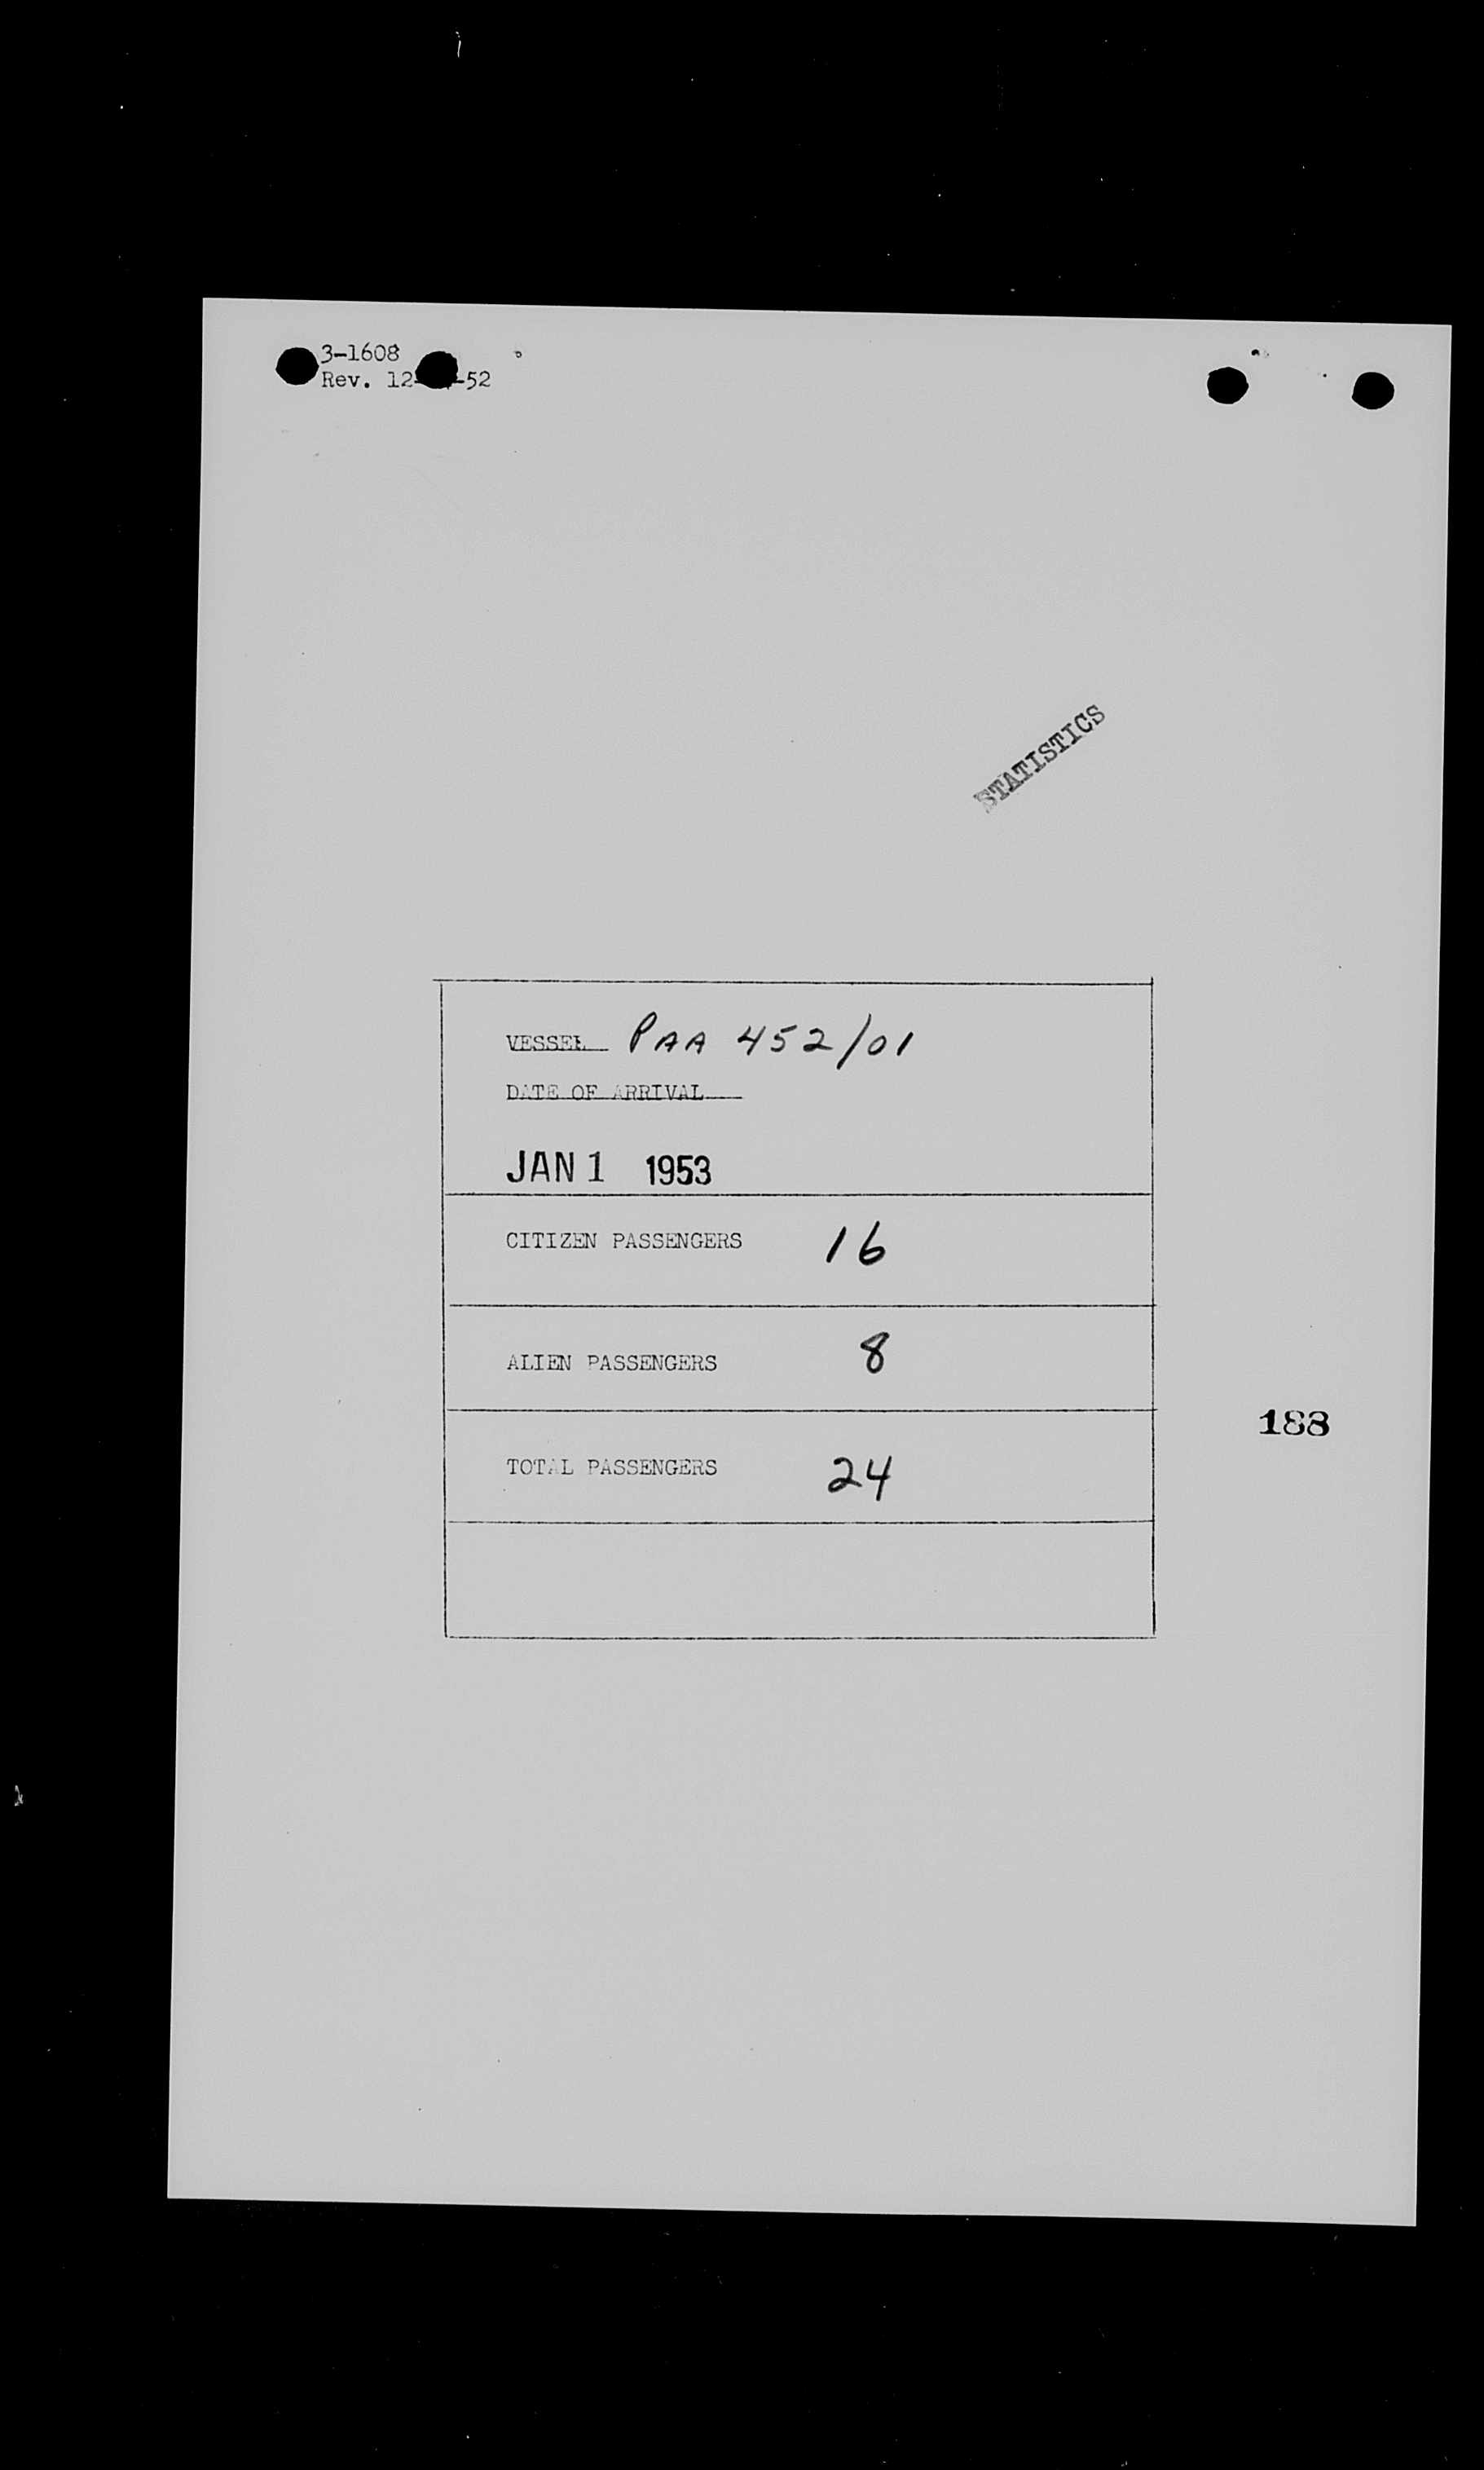 3-1608
Rev. 12- -52
STATISTICS
VESSEL PAA 452/01
DATE OF ARRIVAL
JAN 1 1953
CITIZEN PASSENGERS 16
ALIEN PASSENGERS 8
188
TOTAL PASSENGERS 24